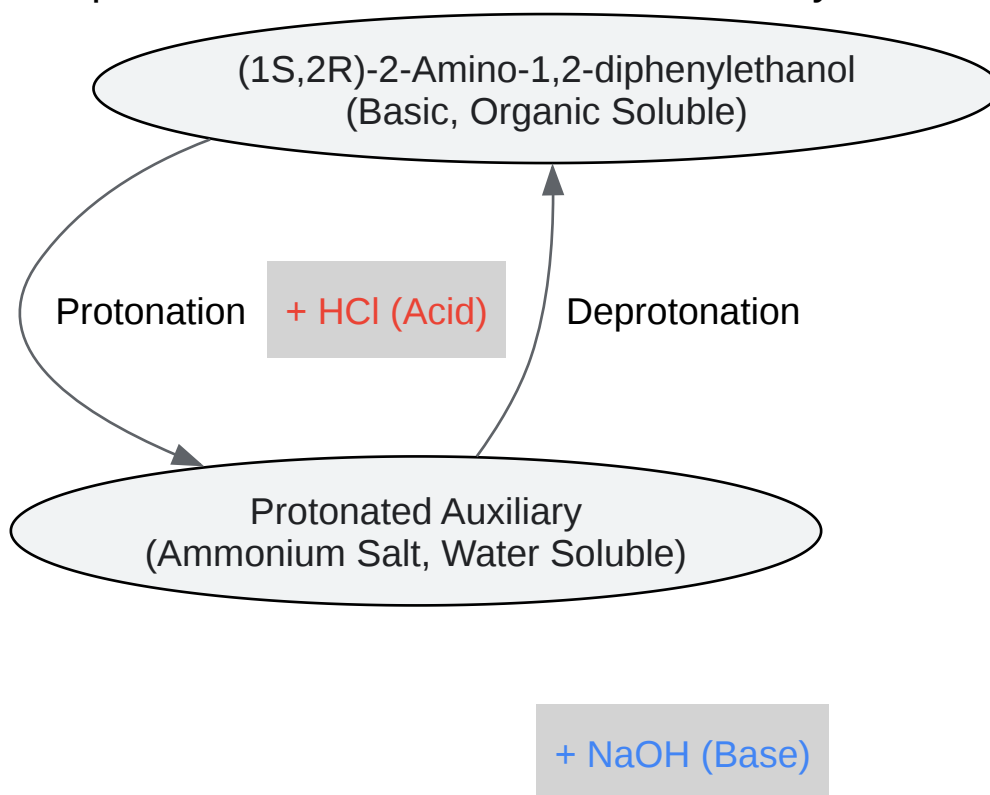 (1S,2R)-2-Amino-1,2-diphenylethanol
(Basic, Organic Soluble)
Protonation
+ HCl (Acid)
Deprotonation
Protonated Auxiliary
(Ammonium Salt, Water Soluble)
+ NaOH (Base)